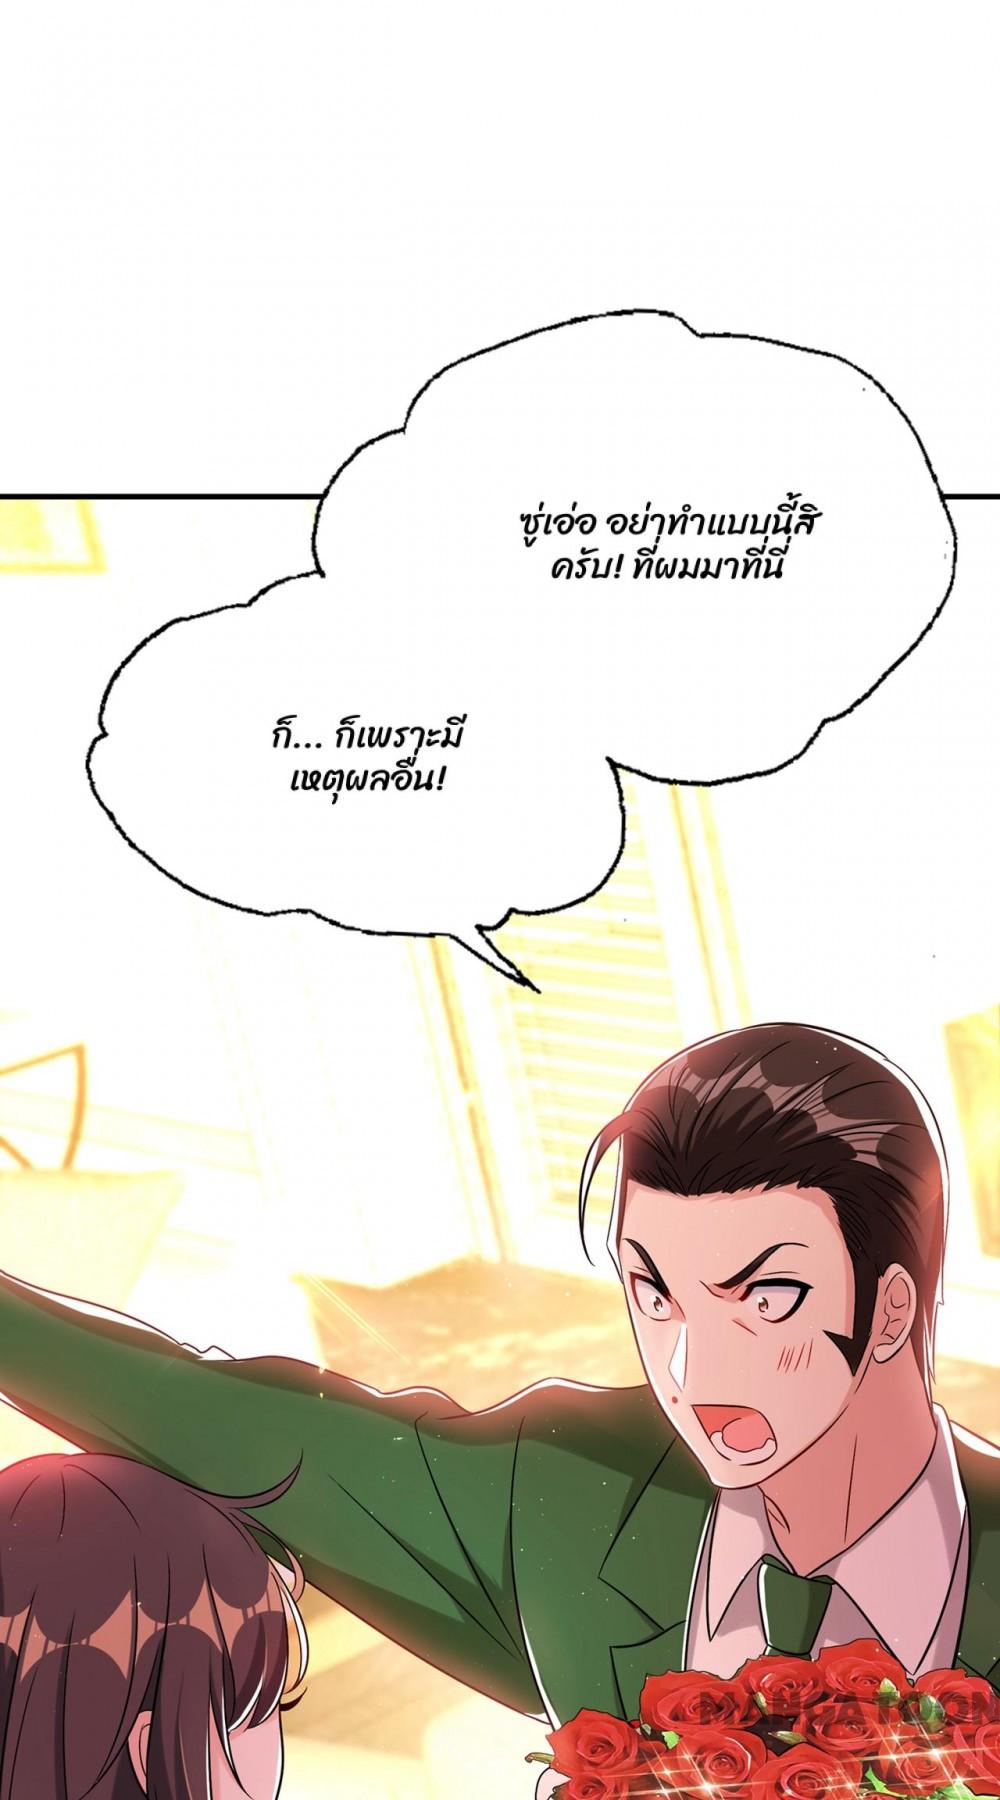 ซู่เอ่อ อย่าทำแบบนี้สิ
ครับ! ที่ผมมาที่นี่
ก็... ก็เพราะมี
เหตุผลอื่น!
MANGA TOON